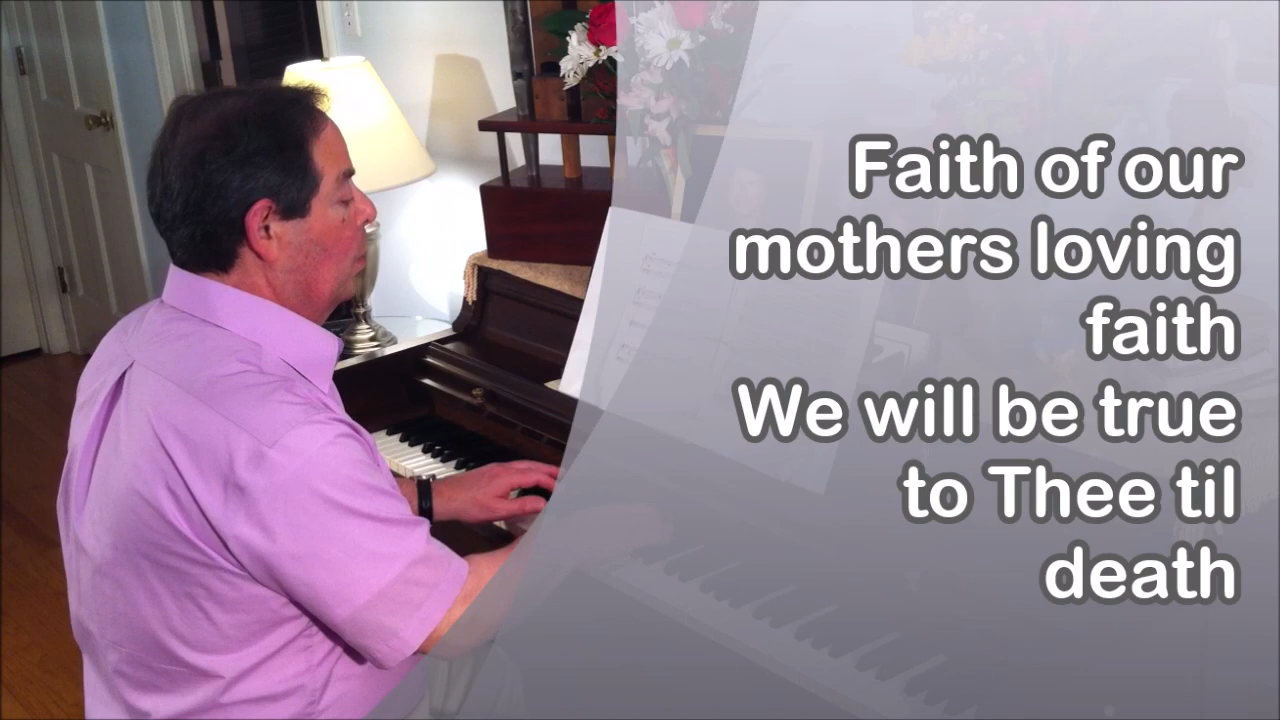 Faith of our
mothers loving
faith
We will be true
to Thee til
death